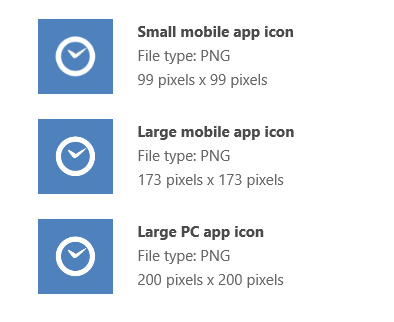 Small mobile app icon
File type: PNG
99 pixels x 99 pixels
Large mobile app icon
File type: PNG
173 pixels x 173 pixels
Large PC app icon
File type: PNG
200 pixels x 200 pixels